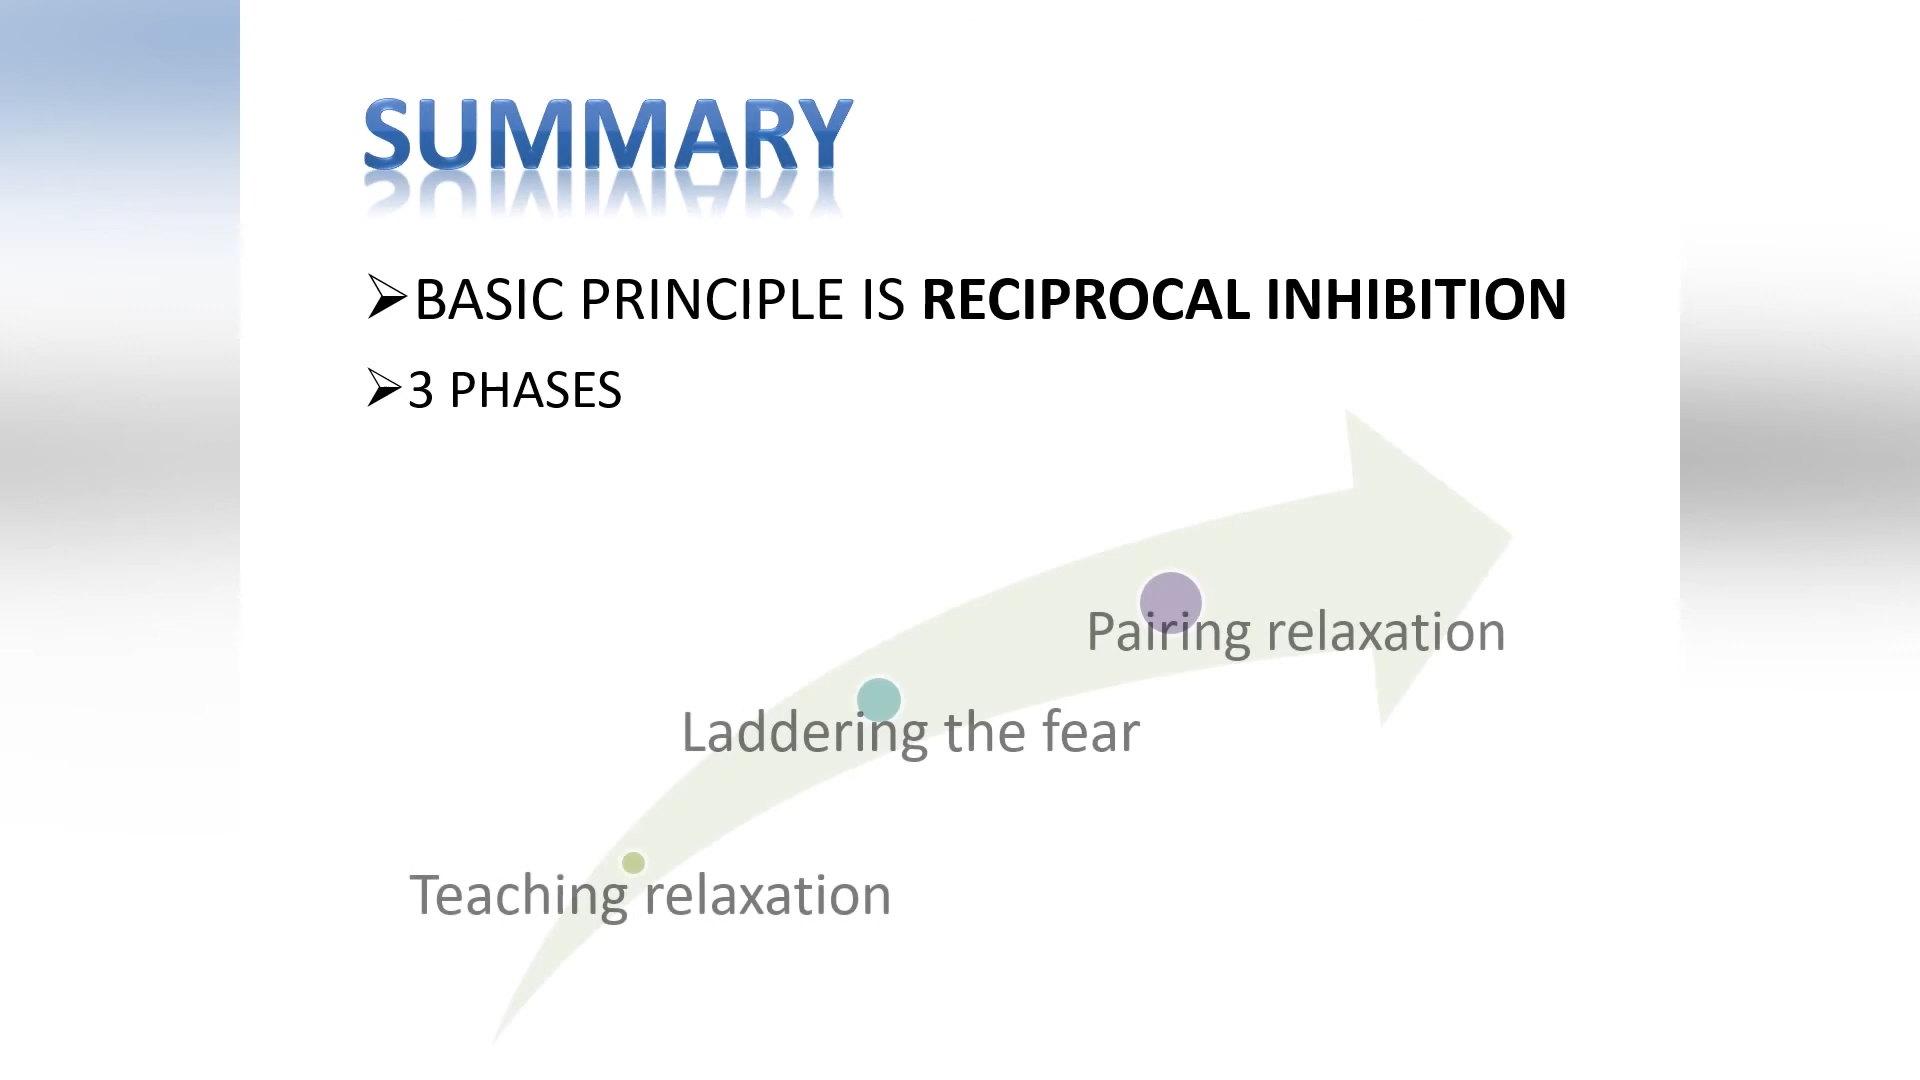 SUMMARY
➢BASIC PRINCIPLE IS RECIPROCAL INHIBITION
➢3 PHASES
Pairing relaxation
Laddering the fear
Teaching relaxation